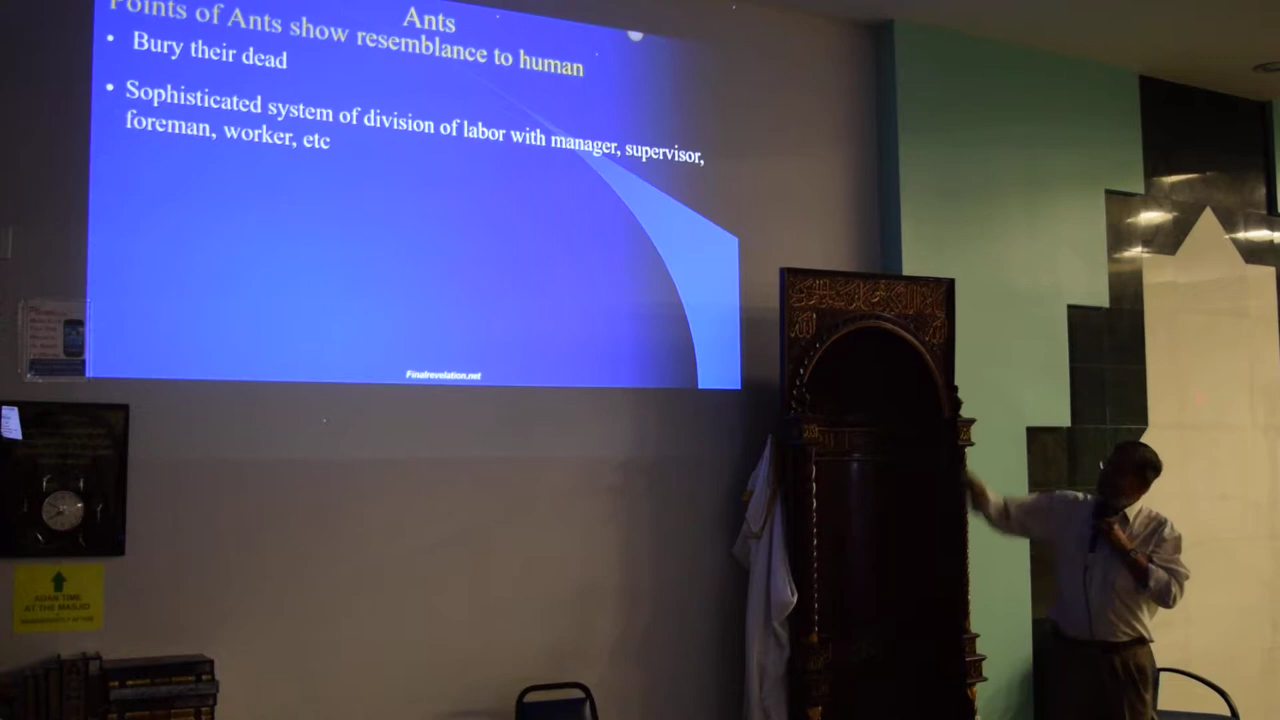 Ants
Points of Ants show resemblance to human
• Bury their dead
• Sophisticated system of division of labor with manager, supervisor,
foreman, worker, etc
Finalrevelation.net
ADAN TIME
AT THE MASJID